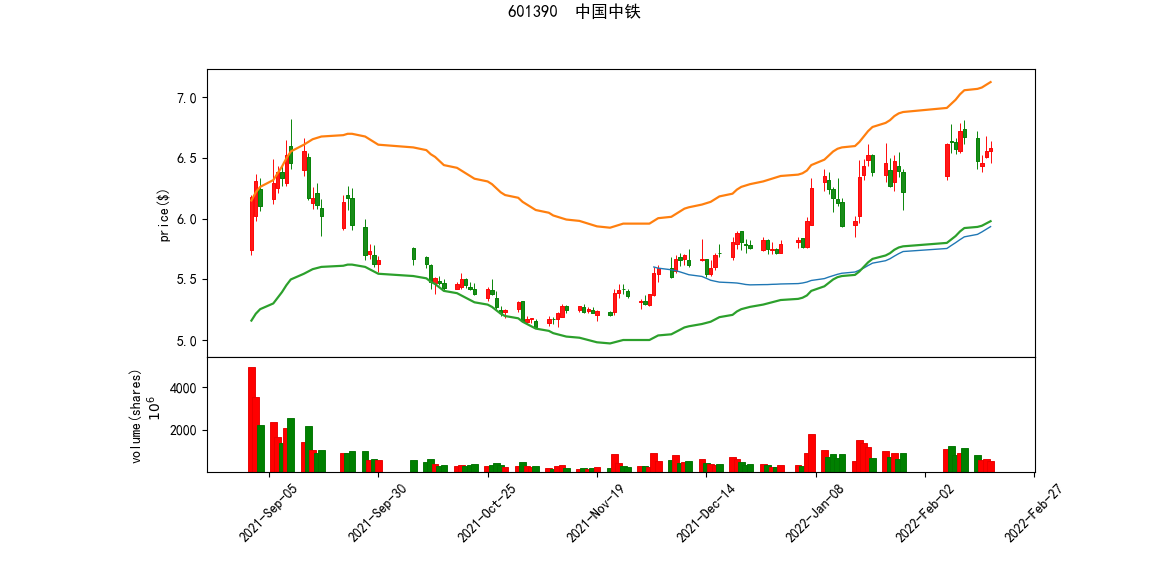 601390  中国中铁
price($)
7.0
6.5
6.0
5.5
5.0
volume(shares)
10^6
4000
2000
2021-Sep-05
2021-Sep-30
2021-Oct-25
2021-Nov-19
2021-Dec-14
2022-Jan-08
2022-Feb-02
2022-Feb-27